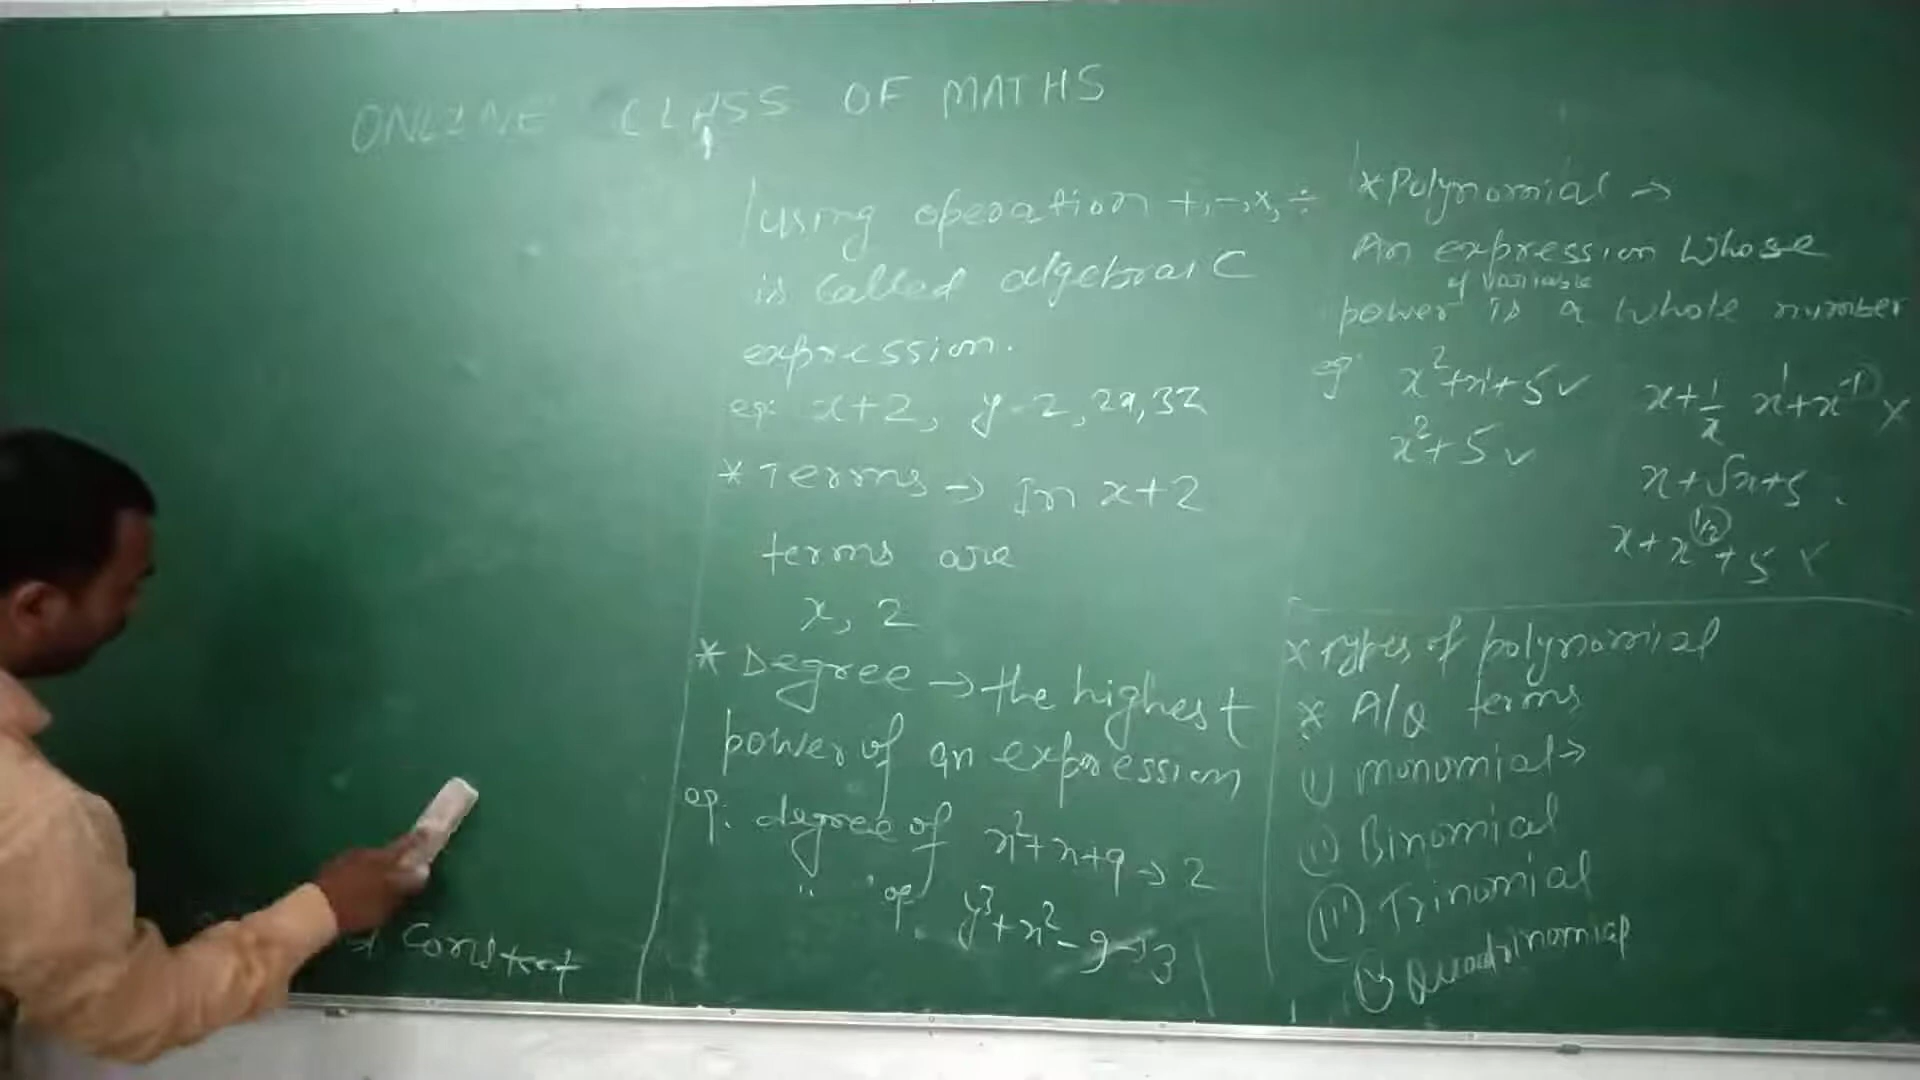 ONLINE CLASS OF MATHS
using operation +,-,x,÷
is called algebraic
expression.
eg: x+2, y-2, 2x, 3z
* Terms → In x+2
terms are
x, 2
* Degree → the highest
power of an expression
eg: degree of x²+x+9 → 2
" of y³+x²-9→3
constant
*Polynomial →
An expression whose
of variable
power is a whole number
eg: x²+x¹+5✓ x+1/x x¹+x⁻¹ ×
x²+5✓ x+√x+5
x+x^1/2+5 ×
* Types of polynomial
* A/Q terms
(i) Monomial→
(ii) Binomial
(iii) Trinomial
(iv) Quadrinomial